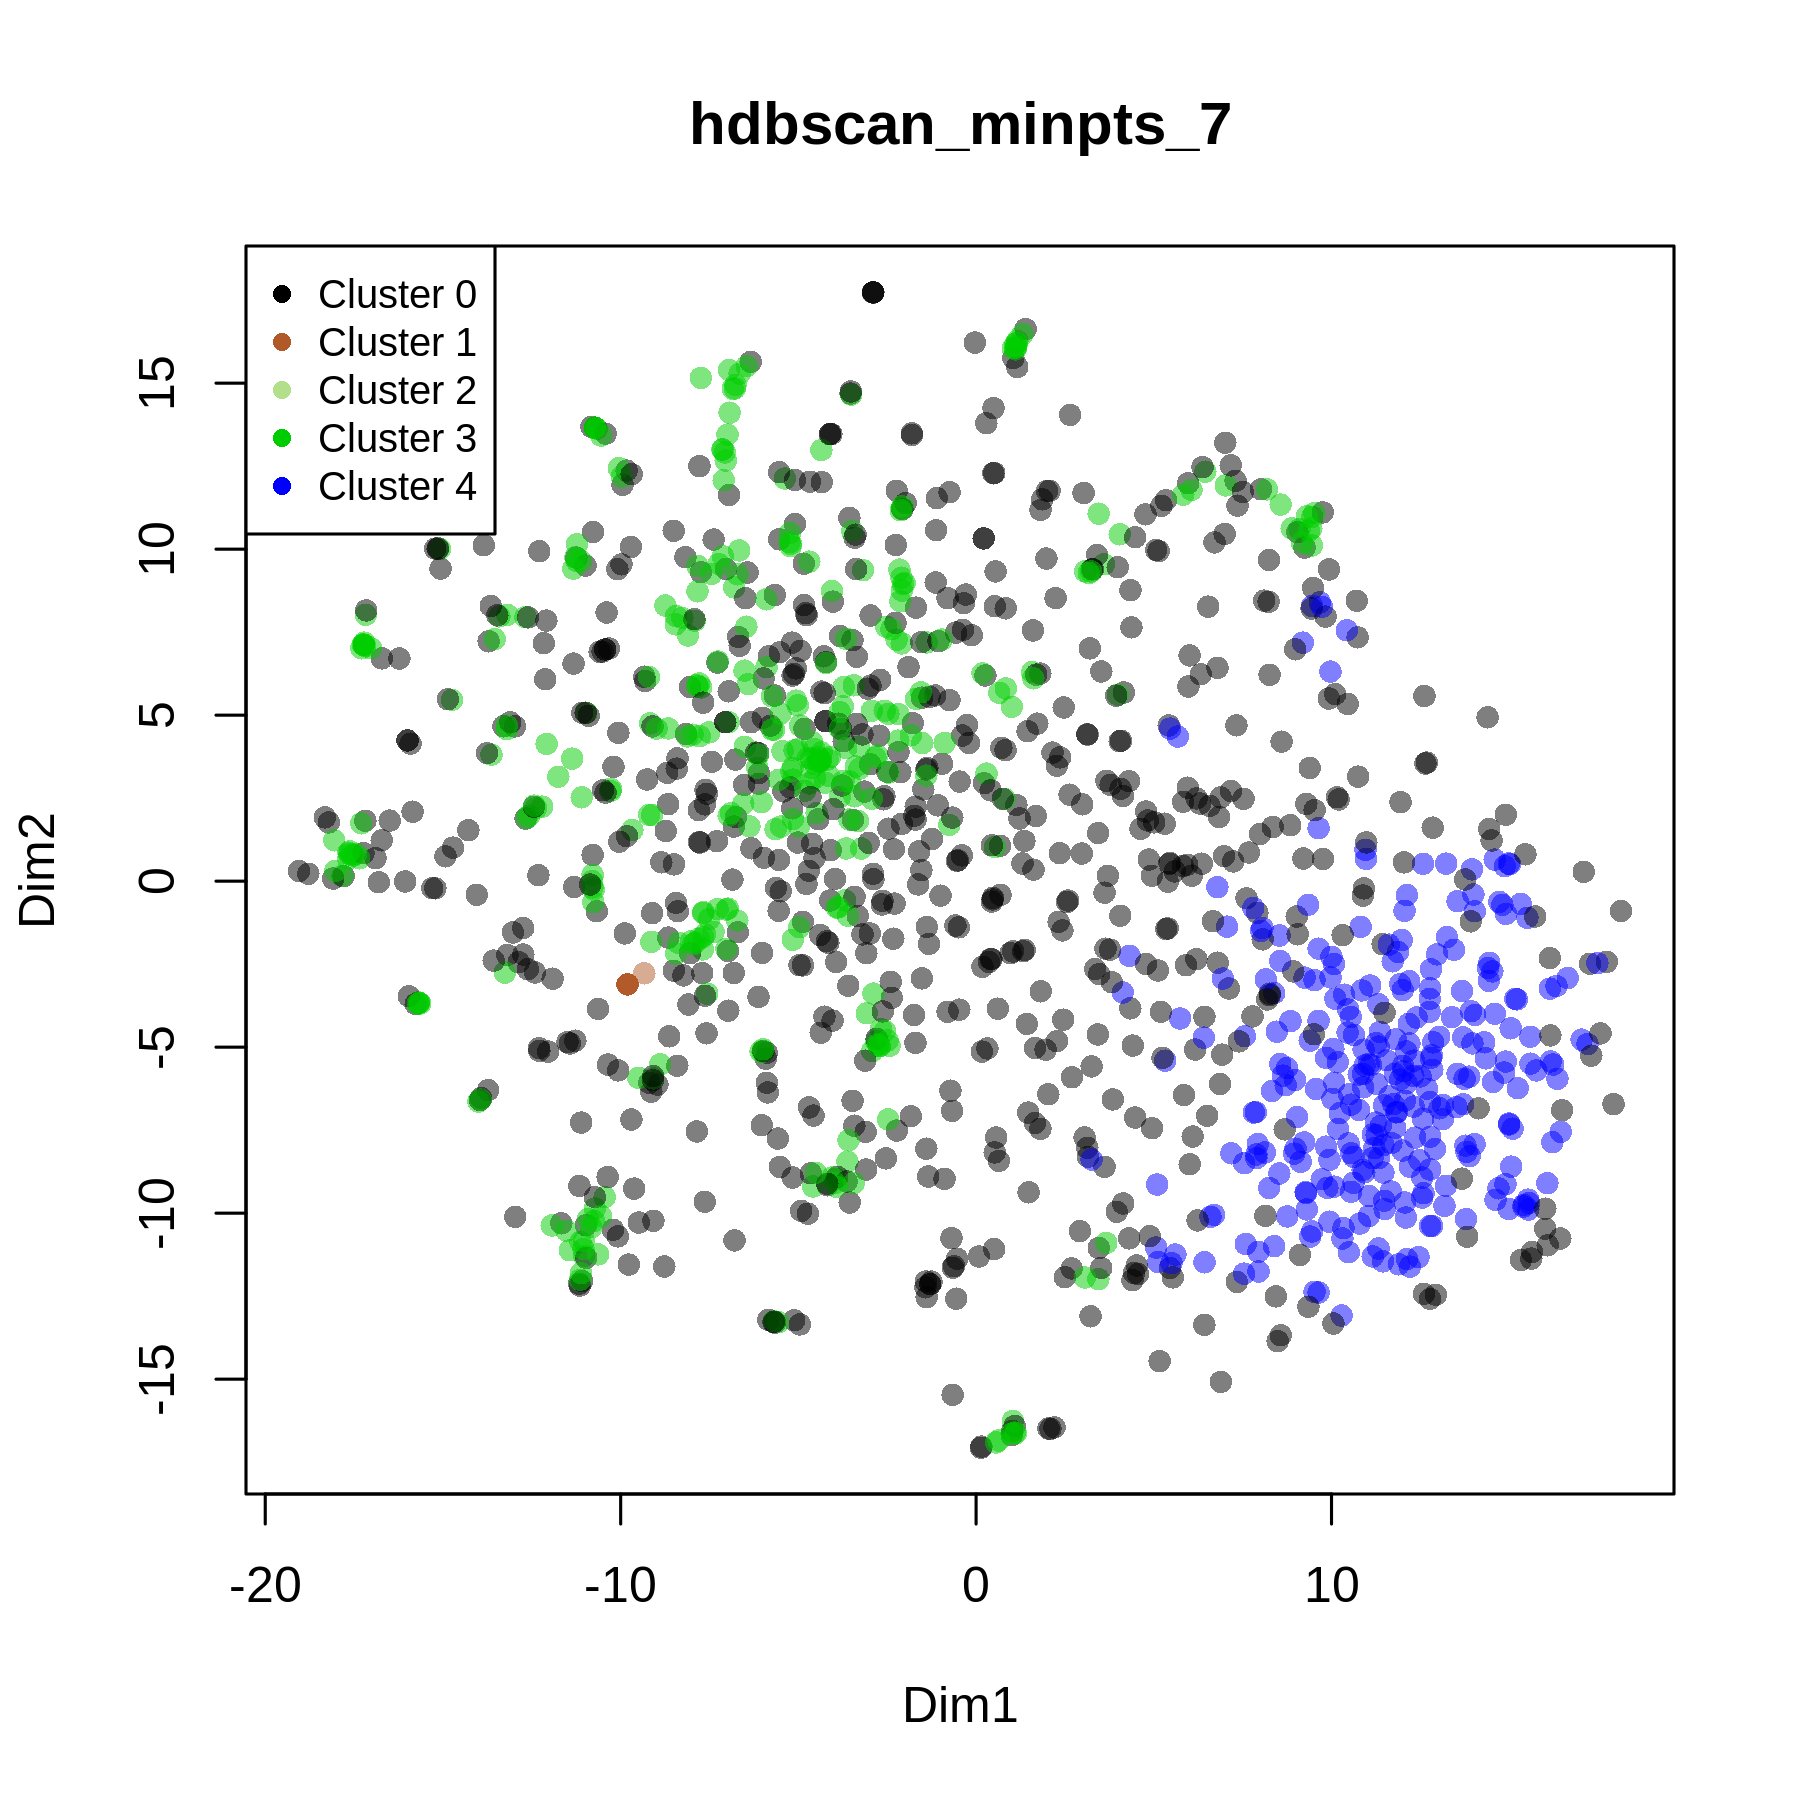 hdbscan_minpts_7
Cluster 0
Cluster 1
Cluster 2
Cluster 3
Cluster 4
15
10
5
0
-5
-10
-15
Dim2
-20 -10 0 10
Dim1